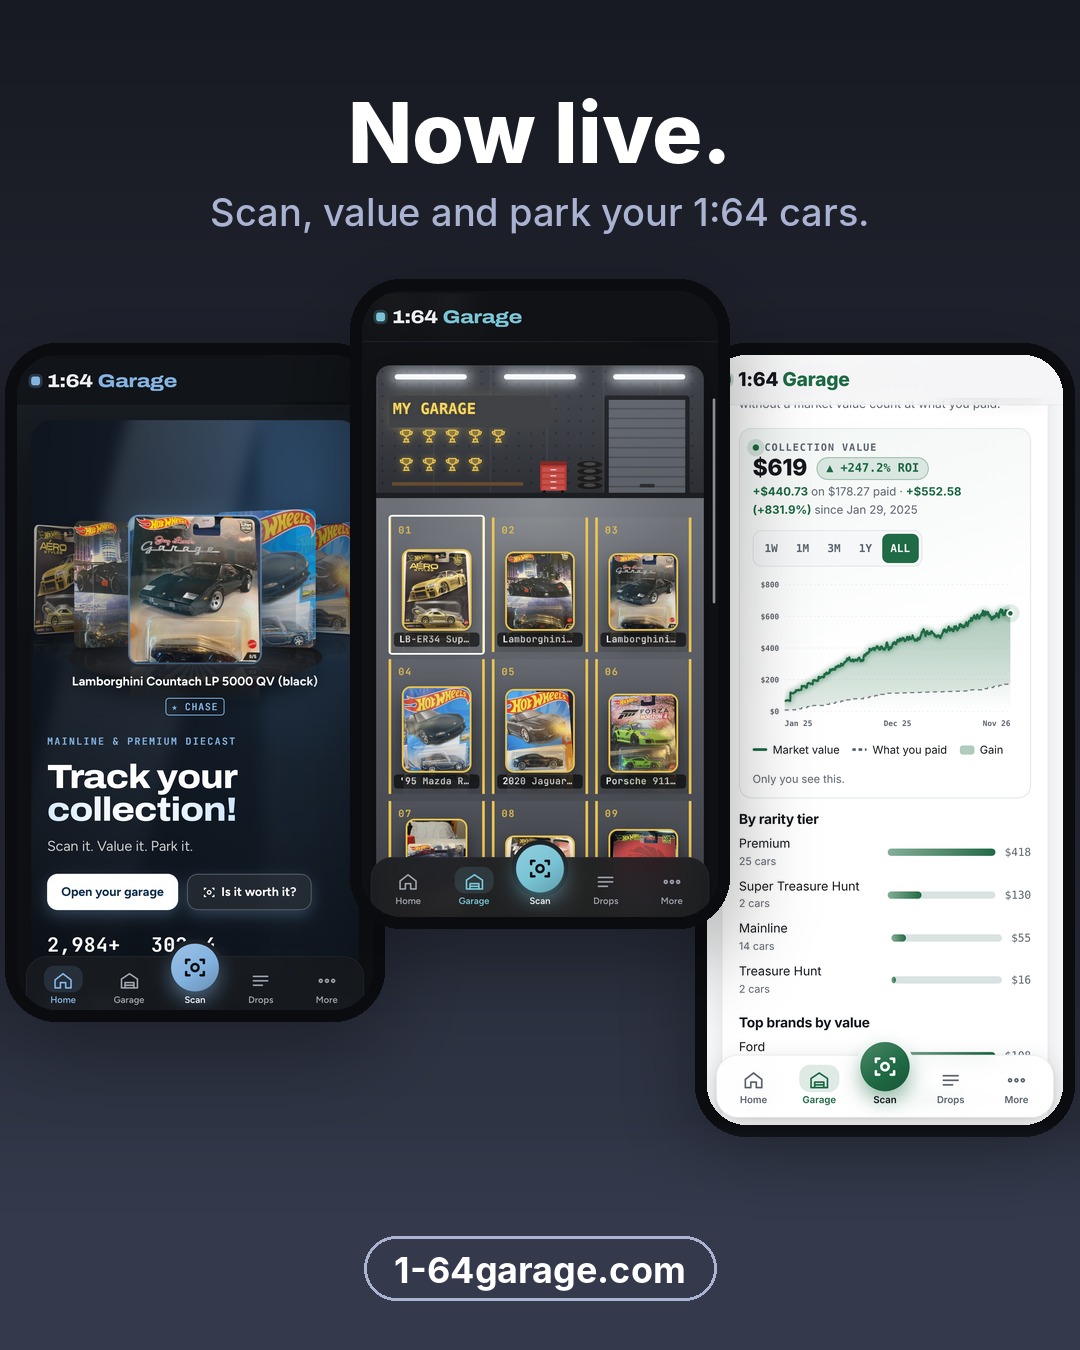 Now live.
Scan, value and park your 1:64 cars.
1:64 Garage
Lamborghini Countach LP 5000 QV (black)
★ CHASE
MAINLINE & PREMIUM DIECAST
Track your
collection!
Scan it. Value it. Park it.
Open your garage
Is it worth it?
2,984+
Home
Garage
Scan
Drops
More
1:64 Garage
MY GARAGE
01
02
03
LB-ER34 Sup…
Lamborghini…
Lamborghini…
04
05
06
'95 Mazda R…
2020 Jaguar…
Porsche 911…
07
08
09
Home
Garage
Scan
Drops
More
1:64 Garage
without a market value count at what you paid.
COLLECTION VALUE
$619 ▲ +247.2% ROI
+$440.73 on $178.27 paid · +$552.58
(+831.9%) since Jan 29, 2025
1W 1M 3M 1Y ALL
$800
$600
$400
$200
$0
Jan 25 Dec 25 Nov 26
Market value What you paid Gain
Only you see this.
By rarity tier
Premium
25 cars
$418
Super Treasure Hunt
2 cars
$130
Mainline
14 cars
$55
Treasure Hunt
2 cars
$16
Top brands by value
Ford
Home
Garage
Scan
Drops
More
1-64garage.com